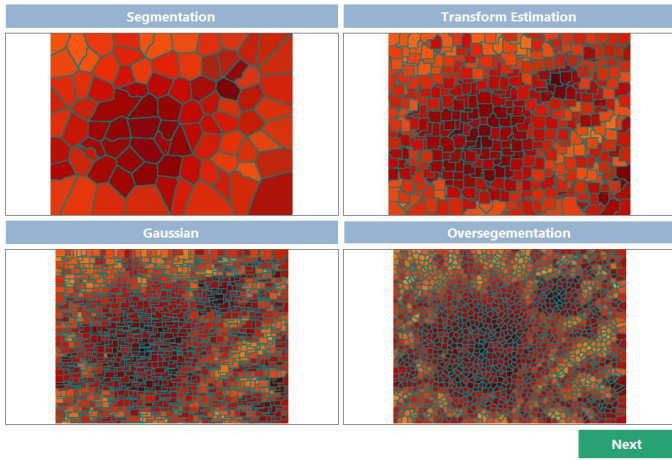 Segmentation
Transform Estimation
Gaussian
Oversegementation
Next